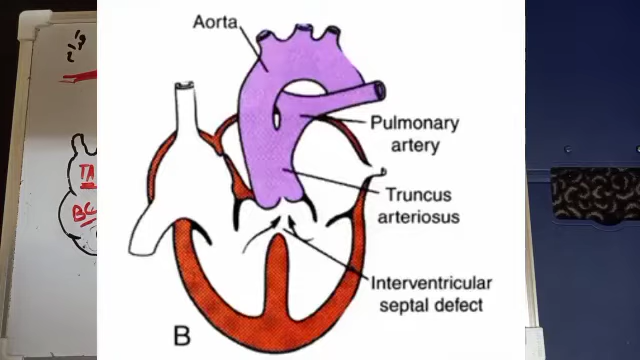 Aorta
Pulmonary
artery
Truncus
arteriosus
Interventricular
septal defect
B